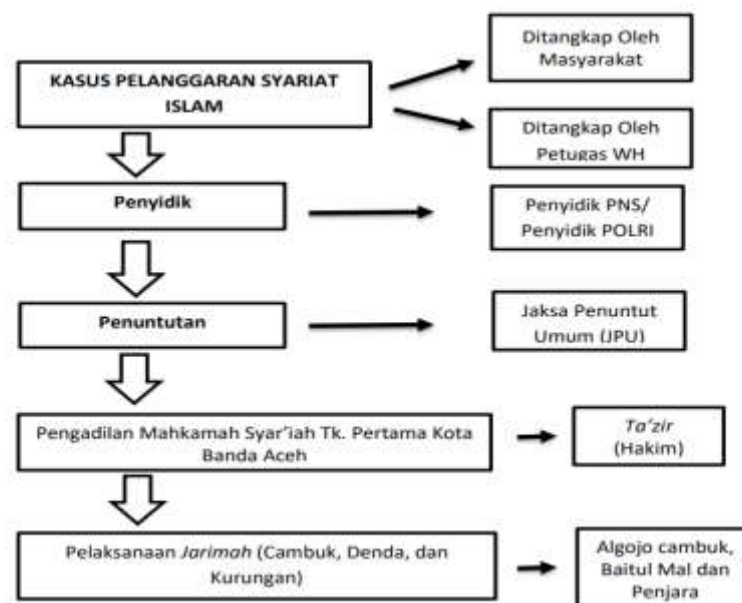 KASUS PELANGGARAN SYARIAT
ISLAM
Ditangkap Oleh
Masyarakat
Ditangkap Oleh
Petugas WH
Penyidik
Penyidik PNS/
Penyidik POLRI
Penuntutan
Jaksa Penuntut
Umum (JPU)
Pengadilan Mahkamah Syar’iah Tk. Pertama Kota
Banda Aceh
Ta’zir
(Hakim)
Pelaksanaan Jarimah (Cambuk, Denda, dan
Kurungan)
Algojo cambuk,
Baitul Mal dan
Penjara